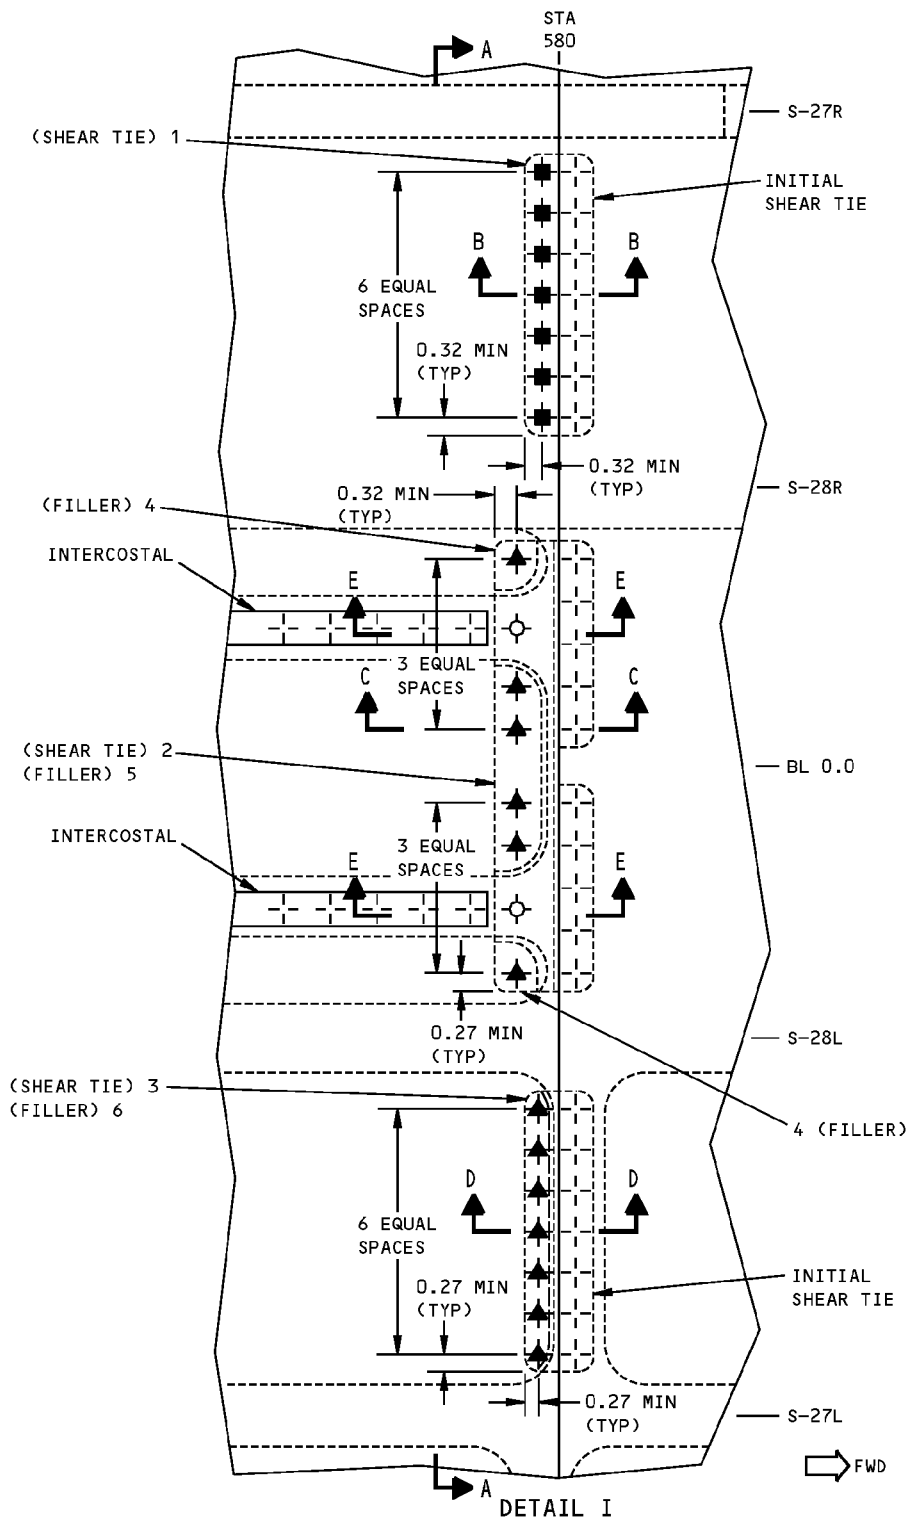 STA
580
A
S-27R
(SHEAR TIE) 1
INITIAL
SHEAR TIE
B
B
6 EQUAL
SPACES
0.32 MIN
(TYP)
0.32 MIN
(TYP)
0.32 MIN
(TYP)
S-28R
(FILLER) 4
INTERCOSTAL
E
E
3 EQUAL
SPACES
C
C
(SHEAR TIE) 2
(FILLER) 5
BL 0.0
INTERCOSTAL
3 EQUAL
SPACES
E
E
0.27 MIN
(TYP)
S-28L
(SHEAR TIE) 3
(FILLER) 6
4 (FILLER)
D
D
6 EQUAL
SPACES
0.27 MIN
(TYP)
INITIAL
SHEAR TIE
0.27 MIN
(TYP)
S-27L
FWD
A
DETAIL I